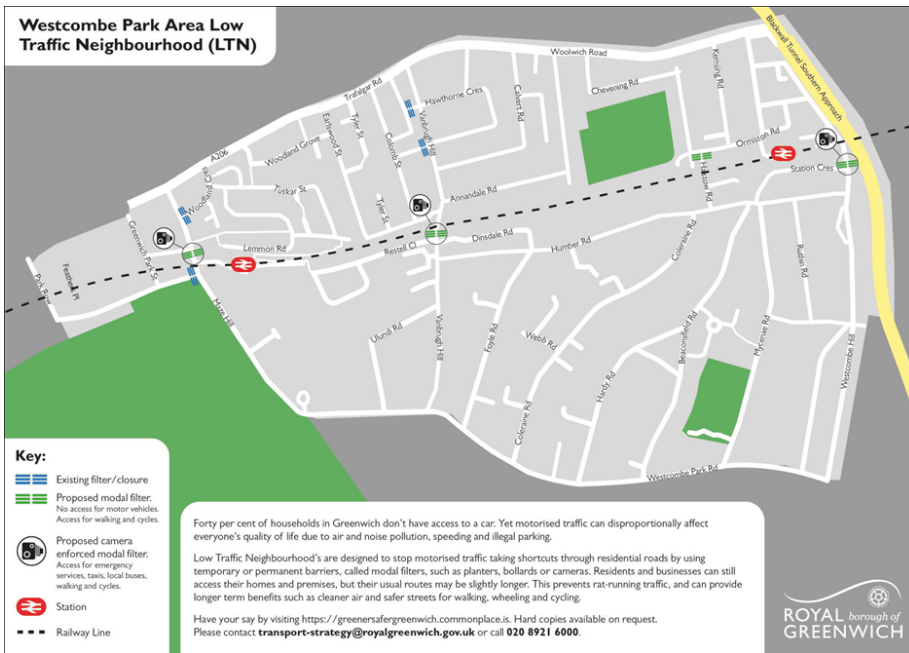 Westcombe Park Area Low
Traffic Neighbourhood (LTN)
Woolwich Road
Blackwall Tunnel Southern Approach
Trafalgar Rd
Hawthorne Cres
Vanbrugh Hill
Calvert Rd
Chevening Rd
Kemsing Rd
Ormiston Rd
Halstow Rd
Station Cres
A206
Woodland Grove
Earlswood St
Tyler St
Colomb St
Woodland Cres
Tuskar St
Tyler St
Annandale Rd
Greenwich Park St
Lemmon Rd
Restell Cl
Dinsdale Rd
Humber Rd
Coleraine Rd
Ruthin Rd
Park Row
Feathers Pl
Maze Hill
Ulundi Rd
Vanbrugh Hill
Foyle Rd
Webb Rd
Hardy Rd
Beaconsfield Rd
Mycenae Rd
Westcombe Hill
Coleraine Rd
Westcombe Park Rd
Key:
Existing filter/closure
Proposed modal filter.
No access for motor vehicles.
Access for walking and cycles.
Proposed camera
enforced modal filter.
Access for emergency
services, taxis, local buses,
walking and cycles.
Station
Railway Line
Forty per cent of households in Greenwich don't have access to a car. Yet motorised traffic can disproportionally affect
everyone's quality of life due to air and noise pollution, speeding and illegal parking.
Low Traffic Neighbourhood's are designed to stop motorised traffic taking shortcuts through residential roads by using
temporary or permanent barriers, called modal filters, such as planters, bollards or cameras. Residents and businesses can still
access their homes and premises, but their usual routes may be slightly longer. This prevents rat-running traffic, and can provide
longer term benefits such as cleaner air and safer streets for walking, wheeling and cycling.
Have your say by visiting https://greenersafergreenwich.commonplace.is. Hard copies available on request.
Please contact transport-strategy@royalgreenwich.gov.uk or call 020 8921 6000.
ROYAL borough of
GREENWICH